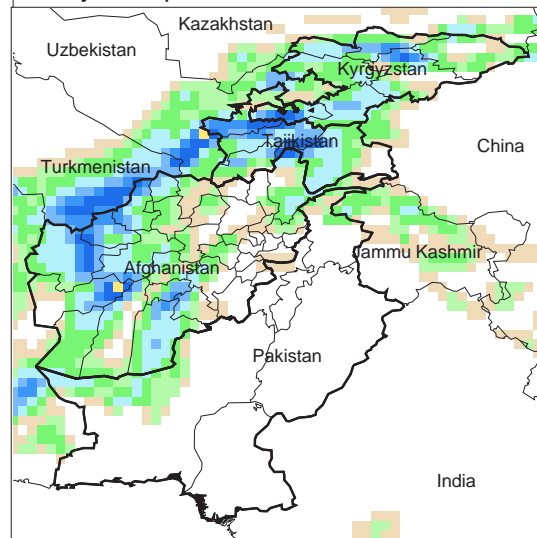 Kazakhstan
Uzbekistan
Kyrgyzstan
Tajikistan
China
Turkmenistan
Jammu Kashmir
Afghanistan
Pakistan
India